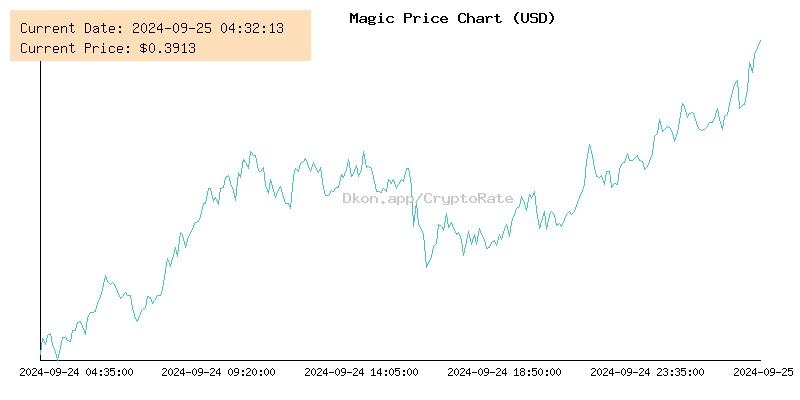 Magic Price Chart (USD)
Current Date: 2024-09-25 04:32:13
Current Price: $0.3913
Dkon.app/CryptoRate
2024-09-24 04:35:00 2024-09-24 09:20:00 2024-09-24 14:05:00 2024-09-24 18:50:00 2024-09-24 23:35:00 2024-09-25